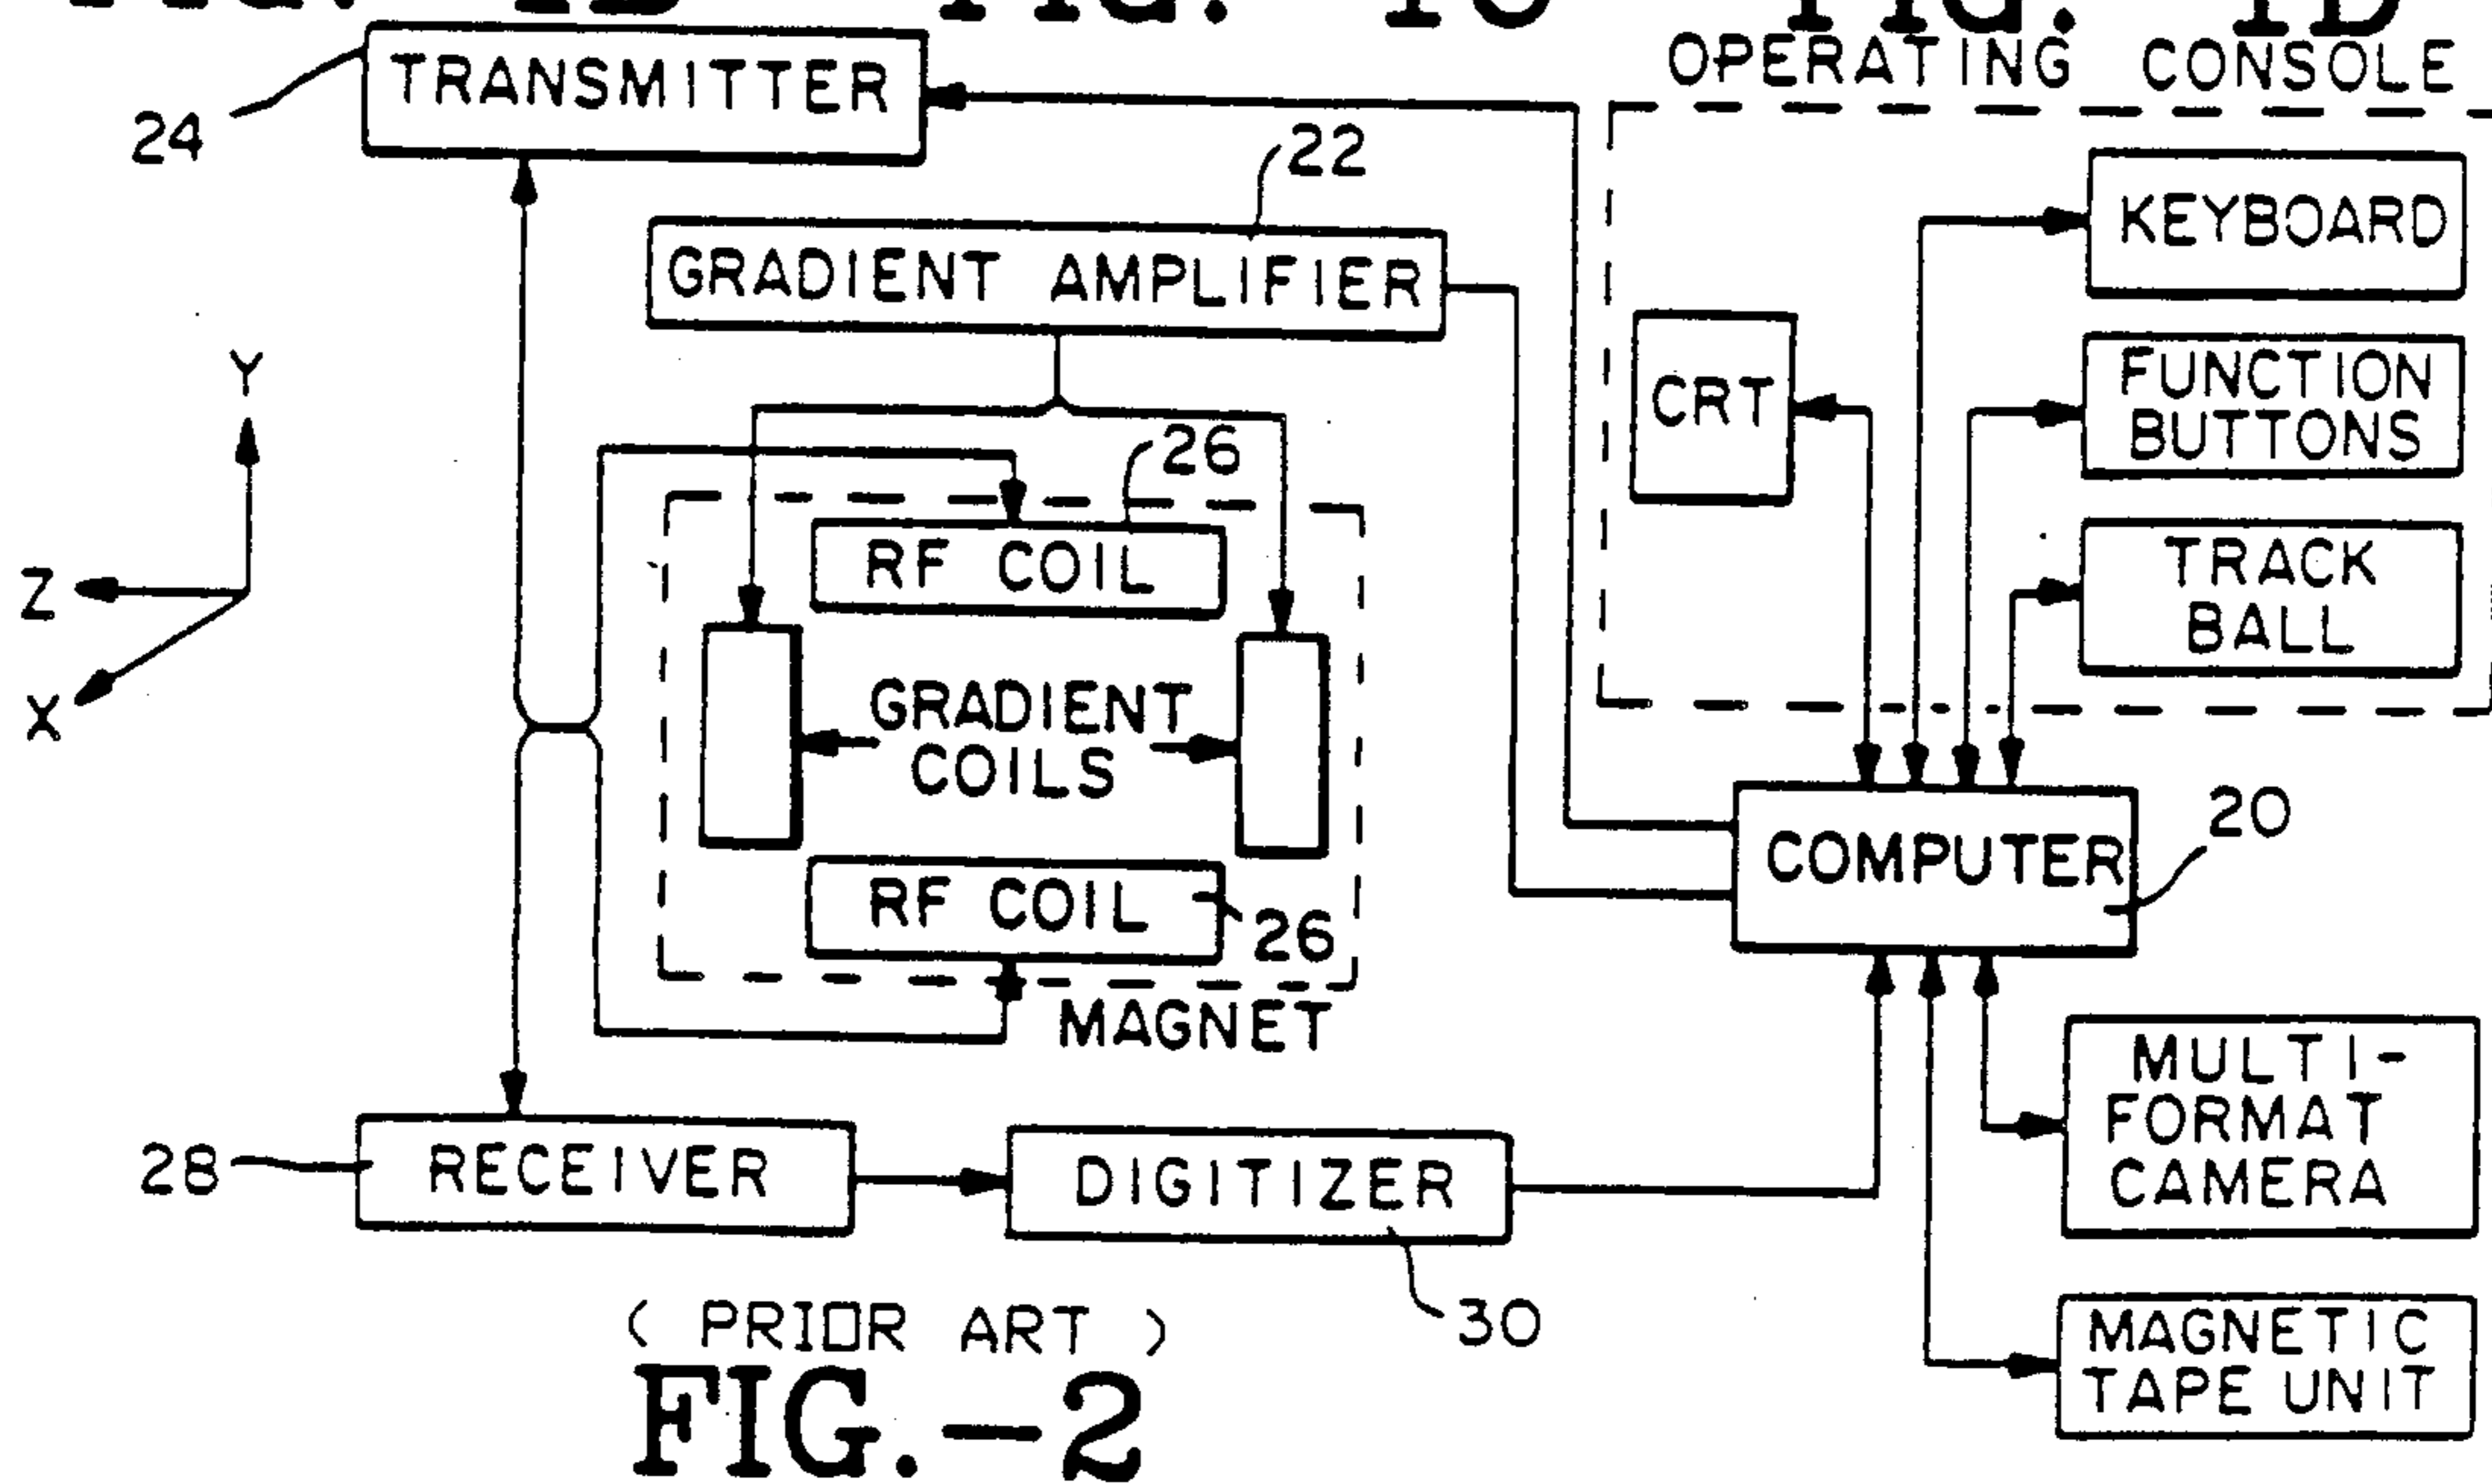 OPERATING CONSOLE
TRANSMITTER
24
22
KEYBOARD
GRADIENT AMPLIFIER
CRT
FUNCTION
BUTTONS
Y
26
RF COIL
TRACK
BALL
Z
X
GRADIENT
COILS
COMPUTER
20
RF COIL
26
MAGNET
MULTI-
FORMAT
CAMERA
28
RECEIVER
DIGITIZER
30
MAGNETIC
TAPE UNIT
( PRIOR ART )
FIG.-2